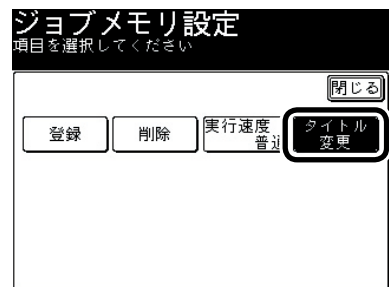 ジョブメモリ設定
項目を選択してください
閉じる
登録
削除
実行速度
普通
タイトル
変更